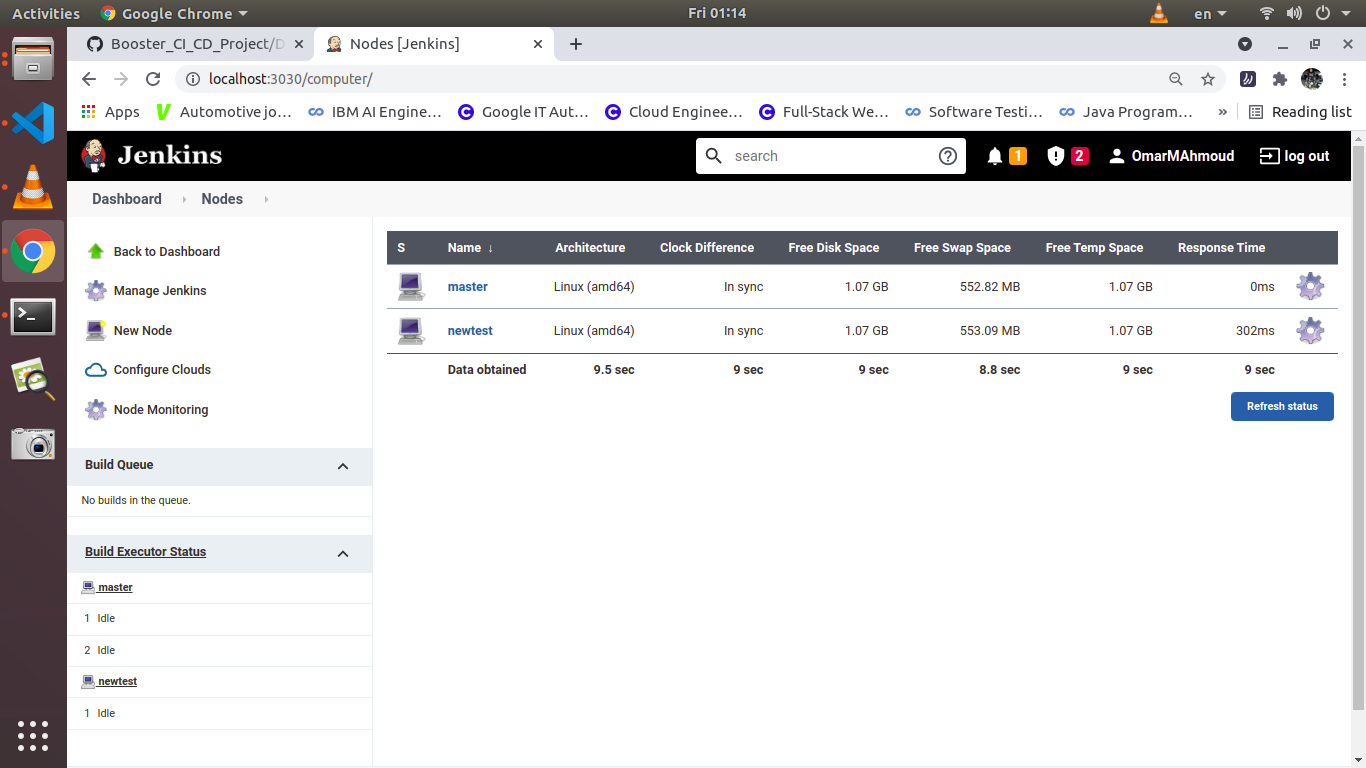 Activities Google Chrome Fri 01:14 en
Booster_CI_CD_Project/D Nodes [Jenkins]
localhost:3030/computer/
Apps Automotive jo... IBM AI Engine... Google IT Aut... Cloud Enginee... Full-Stack We... Software Testi... Java Program... » Reading list
Jenkins search 1 2 OmarMAhmoud log out
Dashboard Nodes
Back to Dashboard
Manage Jenkins
New Node
Configure Clouds
Node Monitoring
Build Queue
No builds in the queue.
Build Executor Status
master
1 Idle
2 Idle
newtest
1 Idle
S Name ↓ Architecture Clock Difference Free Disk Space Free Swap Space Free Temp Space Response Time
master Linux (amd64) In sync 1.07 GB 552.82 MB 1.07 GB 0ms
newtest Linux (amd64) In sync 1.07 GB 553.09 MB 1.07 GB 302ms
Data obtained 9.5 sec 9 sec 9 sec 8.8 sec 9 sec 9 sec
Refresh status